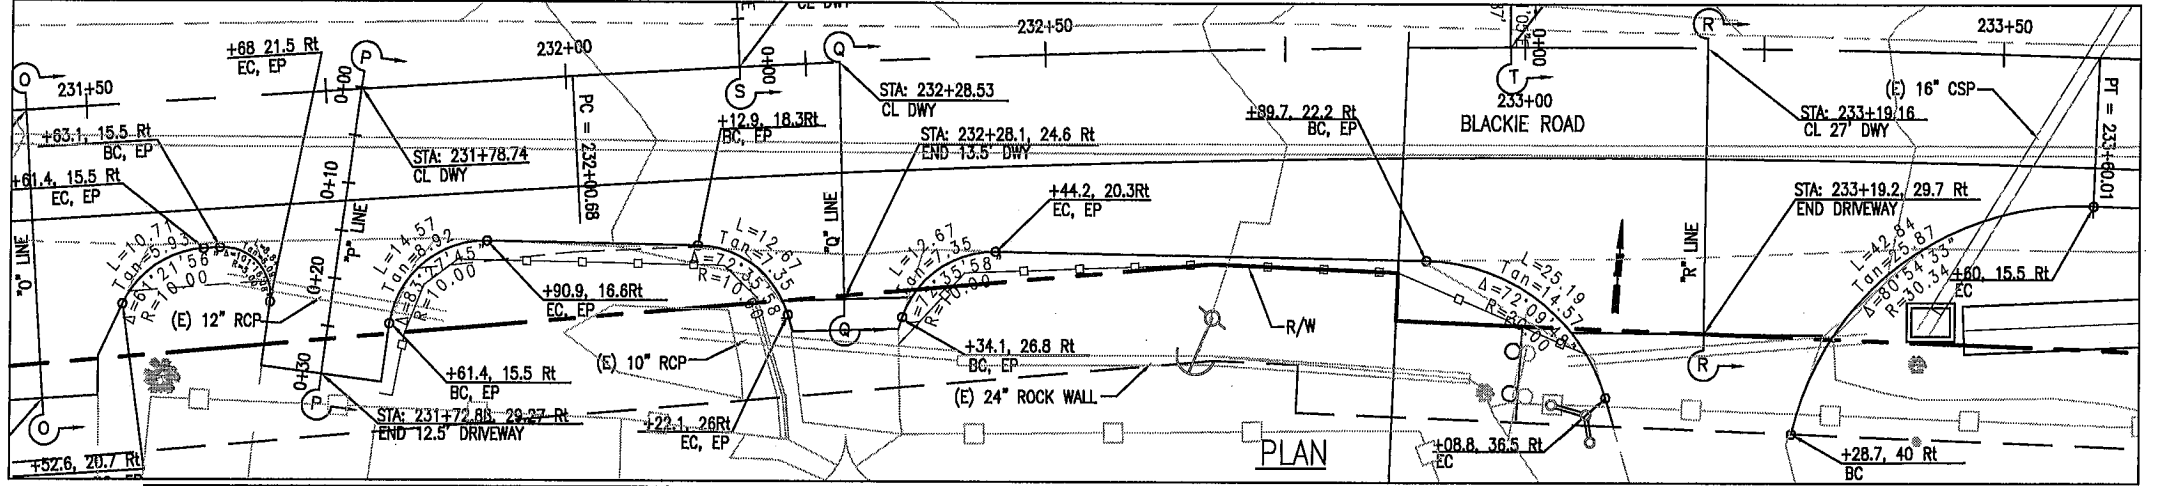 CL DWY
R
232+50
233+50
+68 21.5 Rt
EC, EP
P
232+00
Q
0+00
0+00
0+00
O
231+50
S
T
STA: 232+28.53
CL DWY
233+00
BLACKIE ROAD
(E) 16" CSP
STA: 233+19.16
CL 27' DWY
+63.1, 15.5 Rt
BC, EP
+12.9, 18.3Rt
BC, EP
+89.7, 22.2 Rt
BC, EP
STA: 232+28.1, 24.6 Rt
END 13.5' DWY
STA: 231+78.74
CL DWY
PC = 232+00.68
PT = 233+60.01
+61.4, 15.5 Rt
EC, EP
0+10
"P" LINE
"Q" LINE
"R" LINE
"O" LINE
+44.2, 20.3Rt
EC, EP
STA: 233+19.2, 29.7 Rt
END DRIVEWAY
L=10.71
Tan=5.93
Δ=61°21'56"
R=10.00
L=14.57
Tan=8.92
Δ=83°27'45"
R=10.00
L=12.67
Tan=7.35
Δ=72°35'58"
R=10.00
L=12.67
Tan=7.35
Δ=72°35'58"
R=10.00
L=25.19
Tan=14.57
Δ=72°09'48"
R=20.00
L=42.84
Tan=25.87
Δ=80°54'33"
R=30.34
+60, 15.5 Rt
EC
0+20
+90.9, 16.6Rt
EC, EP
(E) 12" RCP
R/W
Q
(E) 10" RCP
+34.1, 26.8 Rt
BC, EP
+61.4, 15.5 Rt
BC, EP
0+30
R
(E) 24" ROCK WALL
P
STA: 231+72.88, 29.27 Rt
END 12.5' DRIVEWAY
+22.1, 26Rt
EC, EP
O
PLAN
+08.8, 36.5 Rt
EC
+28.7, 40 Rt
BC
+52.6, 20.7 Rt